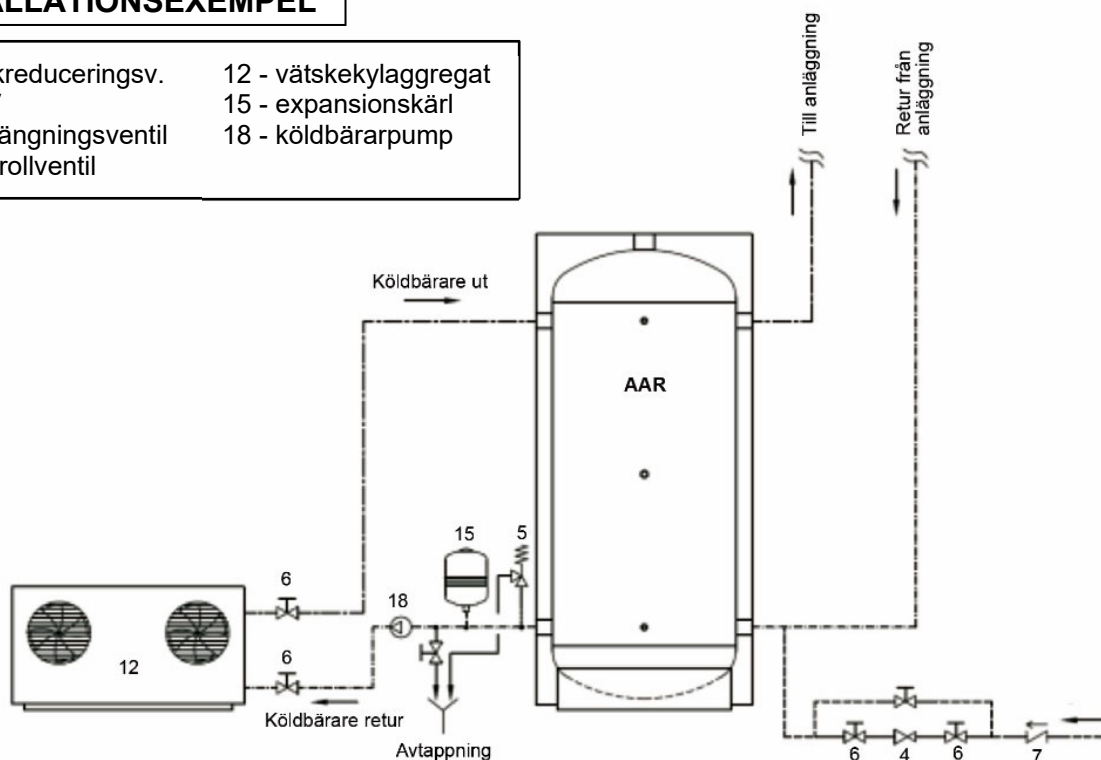 ALLATIONSEXEMPEL
kreduceringsv.
ängningsventil
rollventil
12 - vätskekylaggregat
15 - expansionskärl
18 - köldbärarpump
Till anläggning
Retur från
anläggning
Köldbärare ut
AAR
15
5
6
18
12
6
Köldbärare retur
Avtappning
6
4
6
7